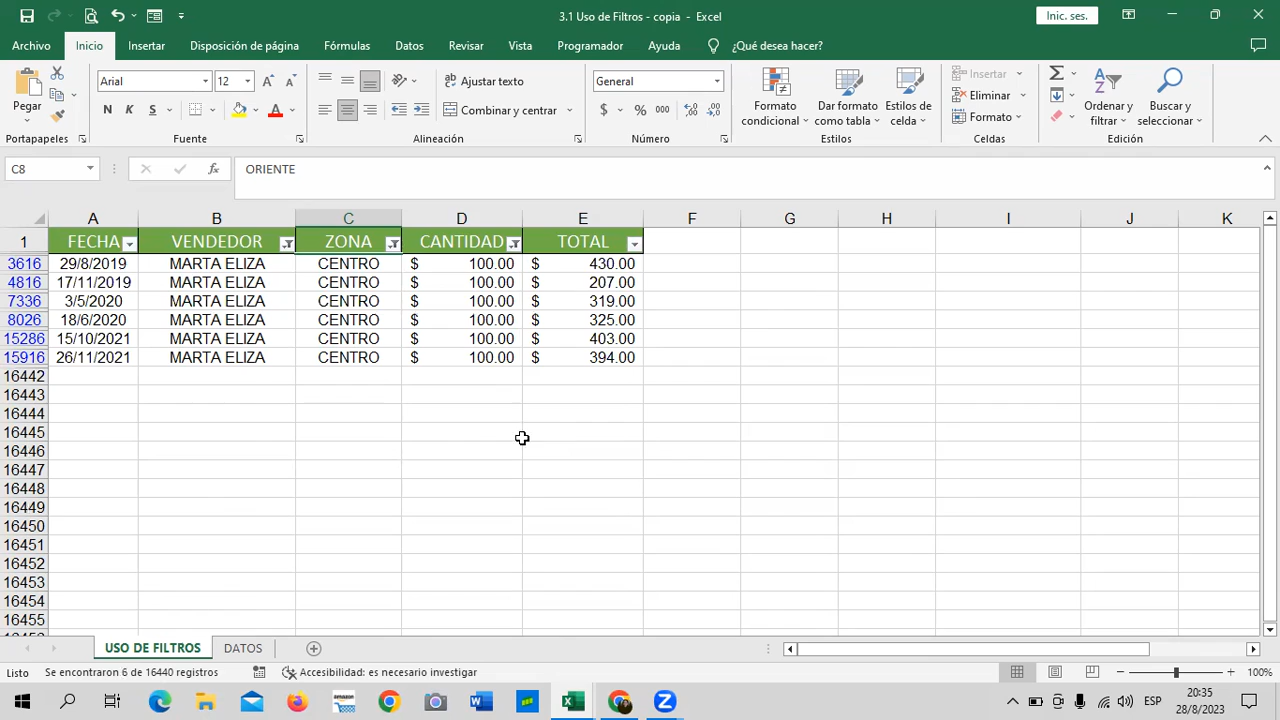 3.1 Uso de Filtros - copia - Excel
Inic. ses.
Archivo Inicio Insertar Disposición de página Fórmulas Datos Revisar Vista Programador Ayuda ¿Qué desea hacer?
Pegar
Arial 12
N K S
Ajustar texto
Combinar y centrar
General
$ % 000
Formato condicional
Dar formato como tabla
Estilos de celda
Insertar
Eliminar
Formato
Ordenar y filtrar
Buscar y seleccionar
Portapapeles Fuente Alineación Número Estilos Celdas Edición
C8 fx ORIENTE
A B C D E F G H I J K
1 FECHA VENDEDOR ZONA CANTIDAD TOTAL
3616 29/8/2019 MARTA ELIZA CENTRO $ 100.00 $ 430.00
4816 17/11/2019 MARTA ELIZA CENTRO $ 100.00 $ 207.00
7336 3/5/2020 MARTA ELIZA CENTRO $ 100.00 $ 319.00
8026 18/6/2020 MARTA ELIZA CENTRO $ 100.00 $ 325.00
15286 15/10/2021 MARTA ELIZA CENTRO $ 100.00 $ 403.00
15916 26/11/2021 MARTA ELIZA CENTRO $ 100.00 $ 394.00
16442
16443
16444
16445
16446
16447
16448
16449
16450
16451
16452
16453
16454
16455
USO DE FILTROS DATOS
Listo Se encontraron 6 de 16440 registros Accesibilidad: es necesario investigar 100%
ESP
20:35
28/8/2023